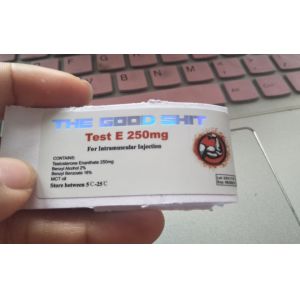 THE GOOD SHIT
Test E 250mg
For Intramuscular Injection
CONTAINS:
Testosterone Enanthate 250mg
Benzyl Alcohol 2%
Benzyl Benzoate 18%
MCT oil
Store between 5℃-25℃